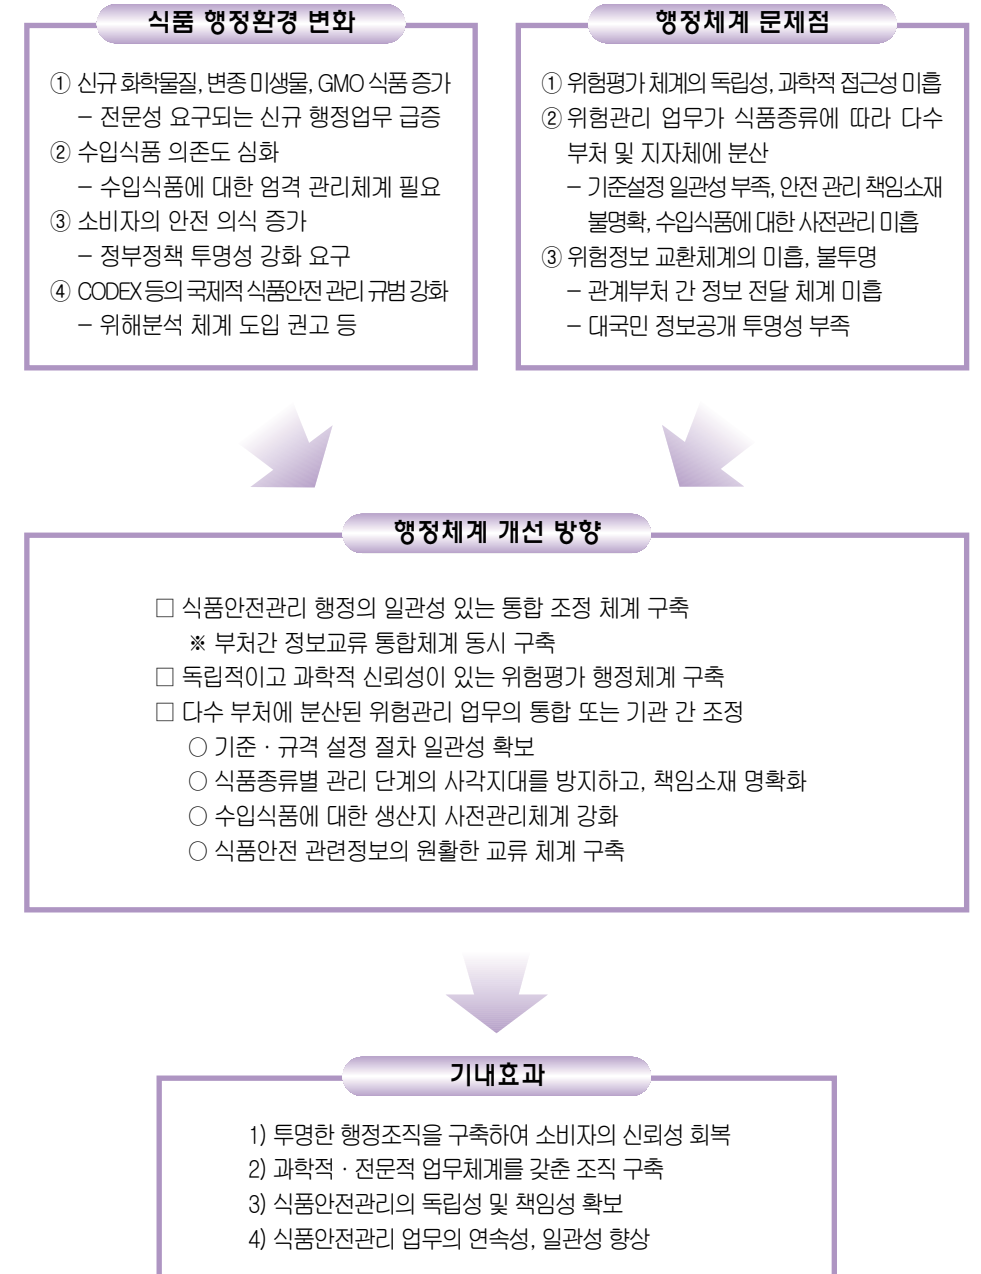 식품 행정환경 변화
① 신규 화학물질, 변종 미생물, GMO 식품 증가
– 전문성 요구되는 신규 행정업무 급증
② 수입식품 의존도 심화
– 수입식품에 대한 엄격 관리체계 필요
③ 소비자의 안전 의식 증가
– 정부정책 투명성 강화 요구
④ CODEX 등의 국제적 식품안전 관리 규범 강화
– 위해분석 체계 도입 권고 등
행정체계 문제점
① 위험평가 체계의 독립성, 과학적 접근성 미흡
② 위험관리 업무가 식품종류에 따라 다수
부처 및 지자체에 분산
– 기준설정 일관성 부족, 안전 관리 책임소재
불명확, 수입식품에 대한 사전관리 미흡
③ 위험정보 교환체계의 미흡, 불투명
– 관계부처 간 정보 전달 체계 미흡
– 대국민 정보공개 투명성 부족
행정체계 개선 방향
□ 식품안전관리 행정의 일관성 있는 통합 조정 체계 구축
※ 부처간 정보교류 통합체계 동시 구축
□ 독립적이고 과학적 신뢰성이 있는 위험평가 행정체계 구축
□ 다수 부처에 분산된 위험관리 업무의 통합 또는 기관 간 조정
○ 기준 · 규격 설정 절차 일관성 확보
○ 식품종류별 관리 단계의 사각지대를 방지하고, 책임소재 명확화
○ 수입식품에 대한 생산지 사전관리체계 강화
○ 식품안전 관련정보의 원활한 교류 체계 구축
기내효과
1) 투명한 행정조직을 구축하여 소비자의 신뢰성 회복
2) 과학적 · 전문적 업무체계를 갖춘 조직 구축
3) 식품안전관리의 독립성 및 책임성 확보
4) 식품안전관리 업무의 연속성, 일관성 향상